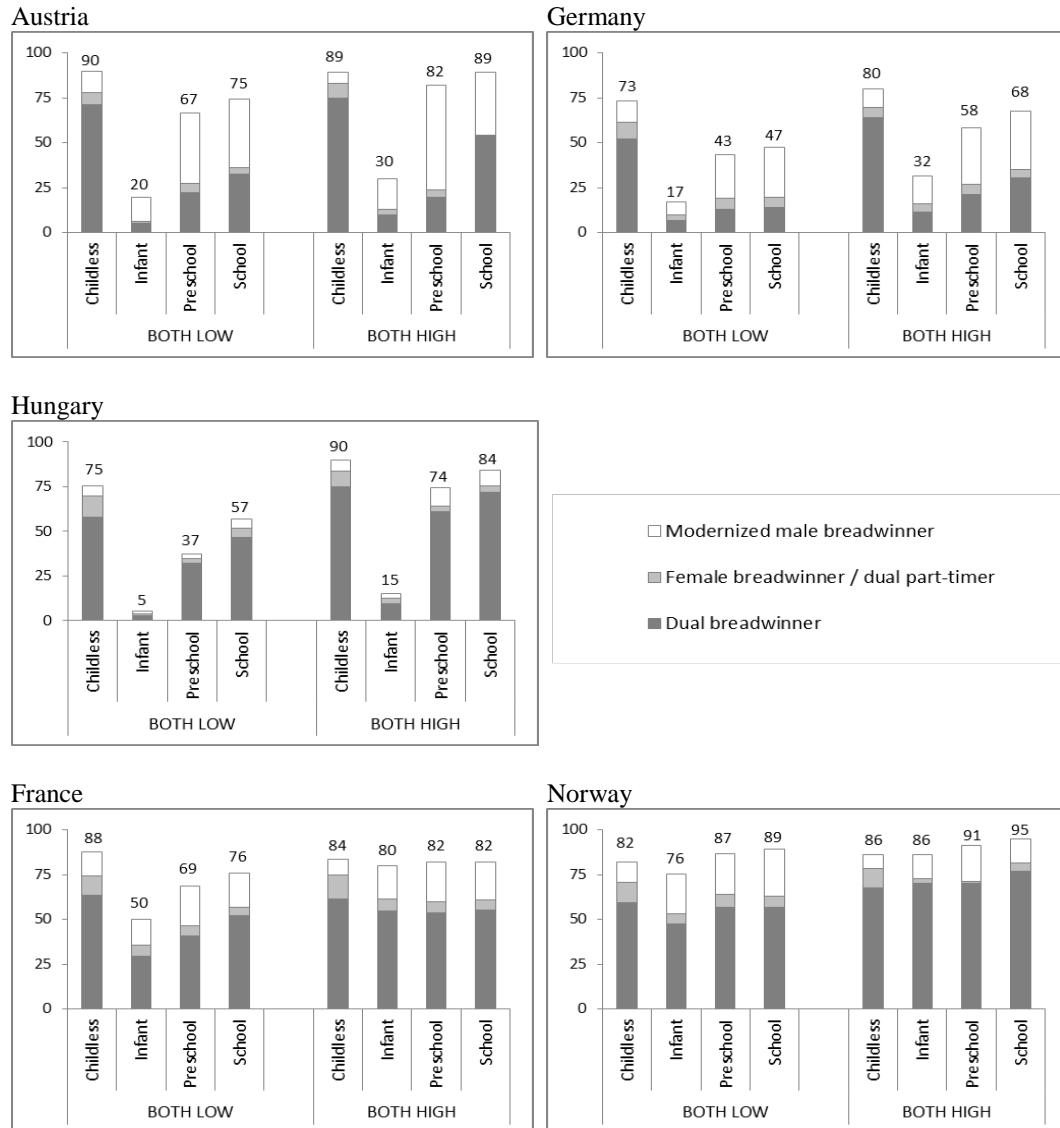 Austria
100
75
50
25
0
90
20
67
75
89
30
82
89
Childless
Infant
Preschool
School
Childless
Infant
Preschool
School
BOTH LOW
BOTH HIGH
Germany
100
75
50
25
0
73
17
43
47
80
32
58
68
Childless
Infant
Preschool
School
Childless
Infant
Preschool
School
BOTH LOW
BOTH HIGH
Hungary
100
75
50
25
0
75
5
37
57
90
15
74
84
Childless
Infant
Preschool
School
Childless
Infant
Preschool
School
BOTH LOW
BOTH HIGH
Modernized male breadwinner
Female breadwinner / dual part-timer
Dual breadwinner
France
100
75
50
25
0
88
50
69
76
84
80
82
82
Childless
Infant
Preschool
School
Childless
Infant
Preschool
School
BOTH LOW
BOTH HIGH
Norway
100
75
50
25
0
82
76
87
89
86
86
91
95
Childless
Infant
Preschool
School
Childless
Infant
Preschool
School
BOTH LOW
BOTH HIGH